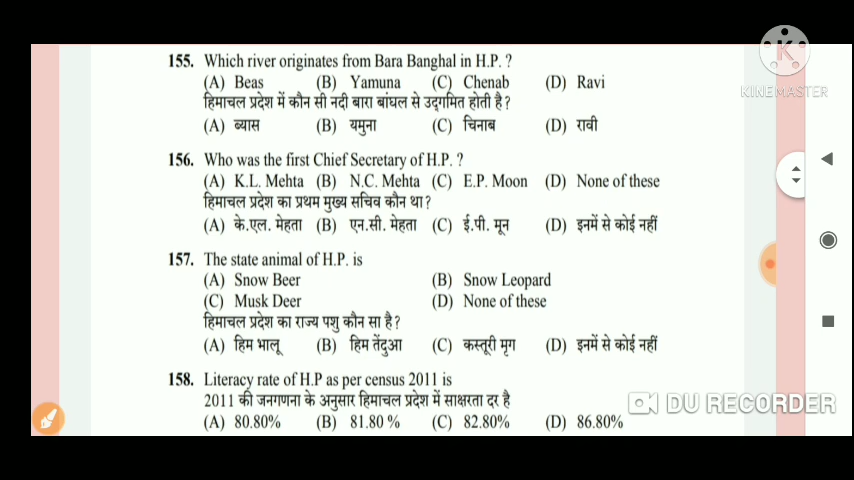 155. Which river originates from Bara Banghal in H.P. ?
(A) Beas (B) Yamuna (C) Chenab (D) Ravi
हिमाचल प्रदेश में कौन सी नदी बारा बांघल से उद्गमित होती है?
(A) ब्यास (B) यमुना (C) चिनाब (D) रावी
156. Who was the first Chief Secretary of H.P. ?
(A) K.L. Mehta (B) N.C. Mehta (C) E.P. Moon (D) None of these
हिमाचल प्रदेश का प्रथम मुख्य सचिव कौन था?
(A) के.एल. मेहता (B) एन.सी. मेहता (C) ई.पी. मून (D) इनमें से कोई नहीं
157. The state animal of H.P. is
(A) Snow Beer (B) Snow Leopard
(C) Musk Deer (D) None of these
हिमाचल प्रदेश का राज्य पशु कौन सा है?
(A) हिम भालू (B) हिम तेंदुआ (C) कस्तूरी मृग (D) इनमें से कोई नहीं
158. Literacy rate of H.P as per census 2011 is
2011 की जनगणना के अनुसार हिमाचल प्रदेश में साक्षरता दर है
(A) 80.80% (B) 81.80 % (C) 82.80% (D) 86.80%
K
KINEMASTER
DU RECORDER